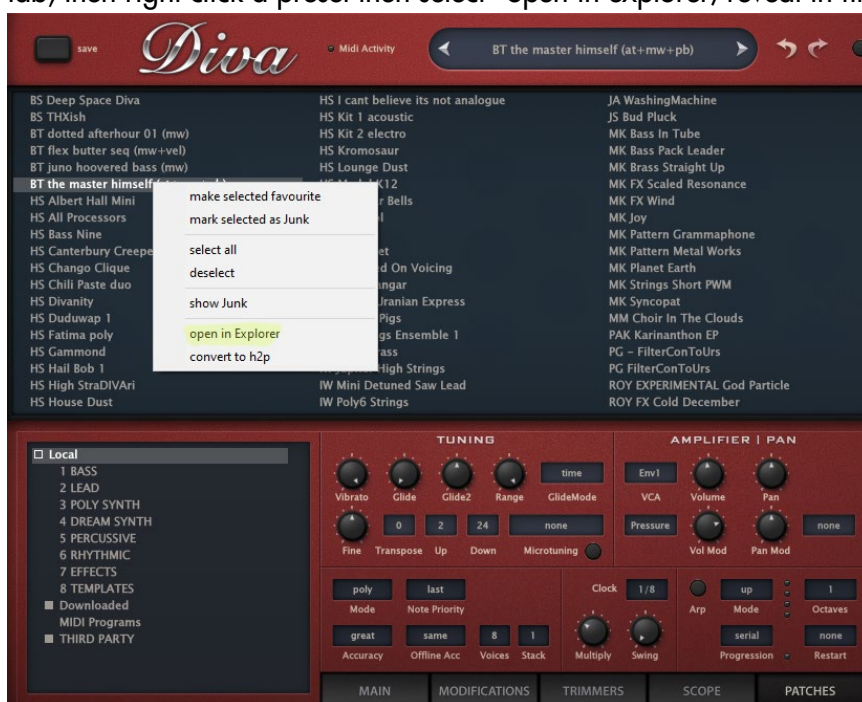 save
Diva
Midi Activity
BT the master himself (at+mw+pb)
BS Deep Space Diva
BS THXish
BT dotted afterhour 01 (mw)
BT flex butter seq (mw+vel)
BT juno hoovered bass (mw)
BT the master himself
HS Albert Hall Mini
HS All Processors
HS Bass Nine
HS Canterbury Creepe
HS Chango Clique
HS Chili Paste duo
HS Divanity
HS Duduwap 1
HS Fatima poly
HS Gammond
HS Hail Bob 1
HS High StraDIVAri
HS House Dust
make selected favourite
mark selected as Junk
select all
deselect
show Junk
open in Explorer
convert to h2p
HS I cant believe its not analogue
HS Kit 1 acoustic
HS Kit 2 electro
HS Kromosaur
HS Lounge Dust
K12
r Bells
et
d On Voicing
ngar
Uranian Express
Pigs
gs Ensemble 1
rass
High Strings
IW Mini Detuned Saw Lead
IW Poly6 Strings
JA WashingMachine
JS Bud Pluck
MK Bass In Tube
MK Bass Pack Leader
MK Brass Straight Up
MK FX Scaled Resonance
MK FX Wind
MK Joy
MK Pattern Grammaphone
MK Pattern Metal Works
MK Planet Earth
MK Strings Short PWM
MK Syncopat
MM Choir In The Clouds
PAK Karinanthon EP
PG - FilterConToUrs
PG FilterConToUrs
ROY EXPERIMENTAL God Particle
ROY FX Cold December
Local
1 BASS
2 LEAD
3 POLY SYNTH
4 DREAM SYNTH
5 PERCUSSIVE
6 RHYTHMIC
7 EFFECTS
8 TEMPLATES
Downloaded
MIDI Programs
THIRD PARTY
TUNING
time
Vibrato Glide Glide2 Range GlideMode
0 2 24 none
Fine Transpose Up Down Microtuning
AMPLIFIER | PAN
Env1
VCA Volume Pan
Pressure none
Vol Mod Pan Mod
poly last
Mode Note Priority
great same 8 1
Accuracy Offline Acc Voices Stack
Clock 1/8
Multiply Swing
up 1
Arp Mode Octaves
serial none
Progression Restart
MAIN MODIFICATIONS TRIMMERS SCOPE PATCHES